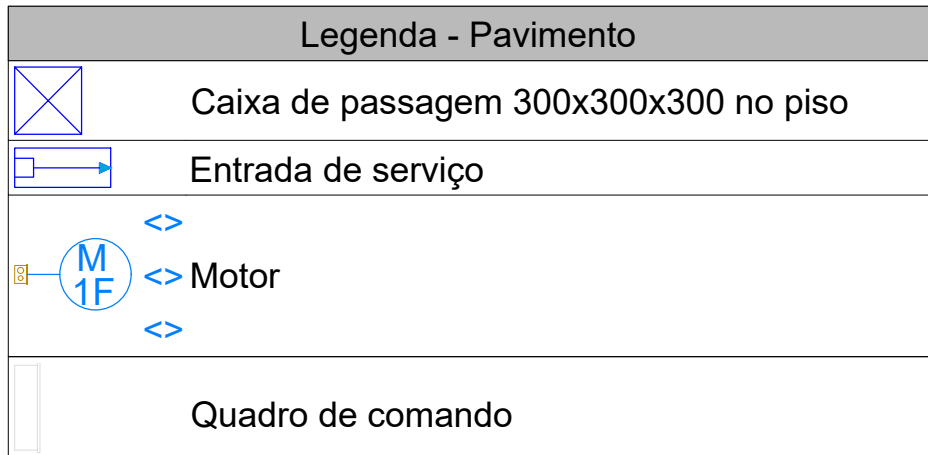 Legenda - Pavimento
Caixa de passagem 300x300x300 no piso
Entrada de serviço
<>
M
1F
<> Motor
<>
Quadro de comando